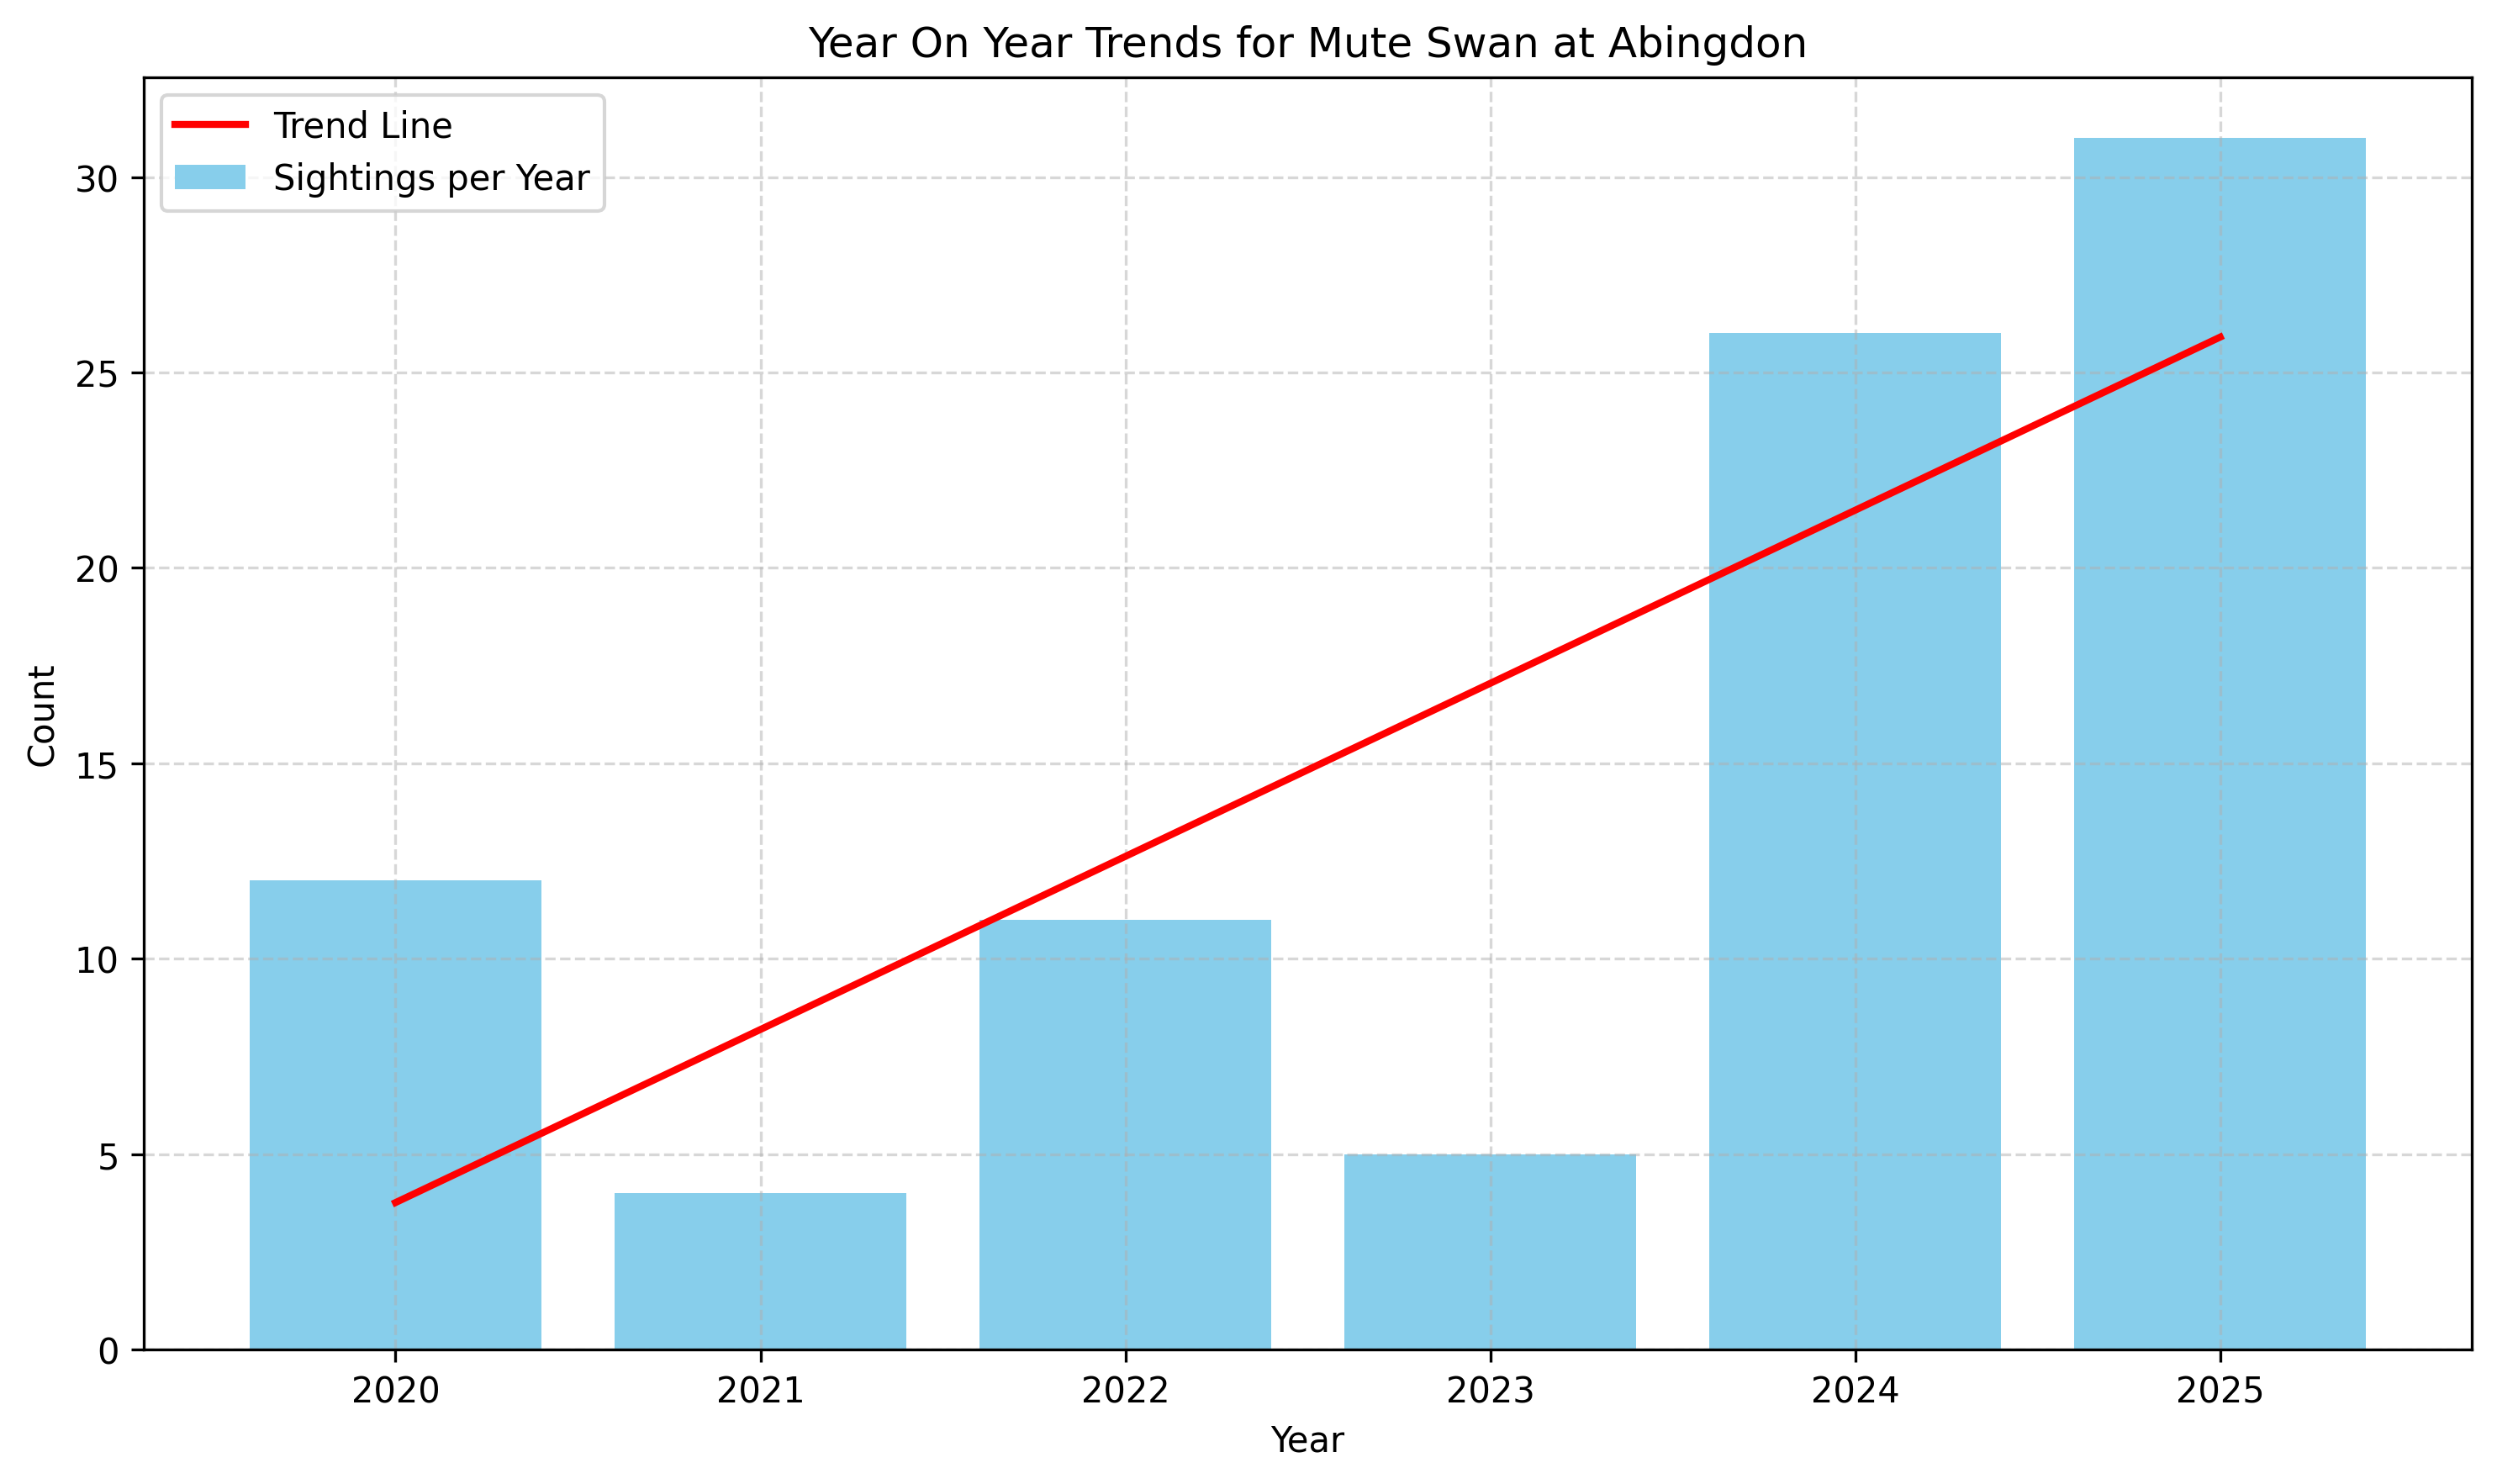 Year On Year Trends for Mute Swan at Abingdon
Trend Line
Sightings per Year
30
25
20
15
10
5
0
Count
2020 2021 2022 2023 2024 2025
Year